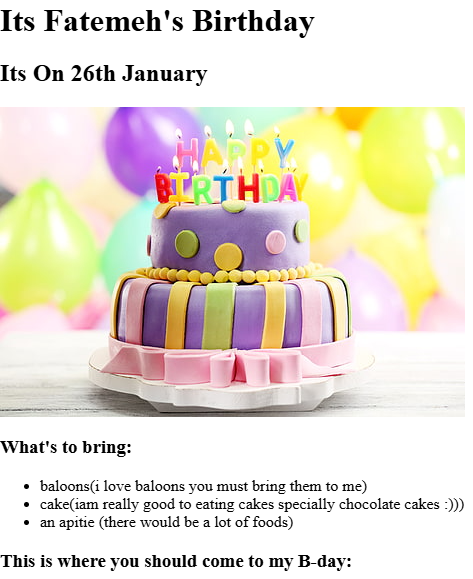 Its Fatemeh's Birthday
Its On 26th January
HAPPY
BIRTHDAY
What's to bring:
baloons(i love baloons you must bring them to me)
cake(iam really good to eating cakes specially chocolate cakes :)))
an apitie (there would be a lot of foods)
This is where you should come to my B-day: